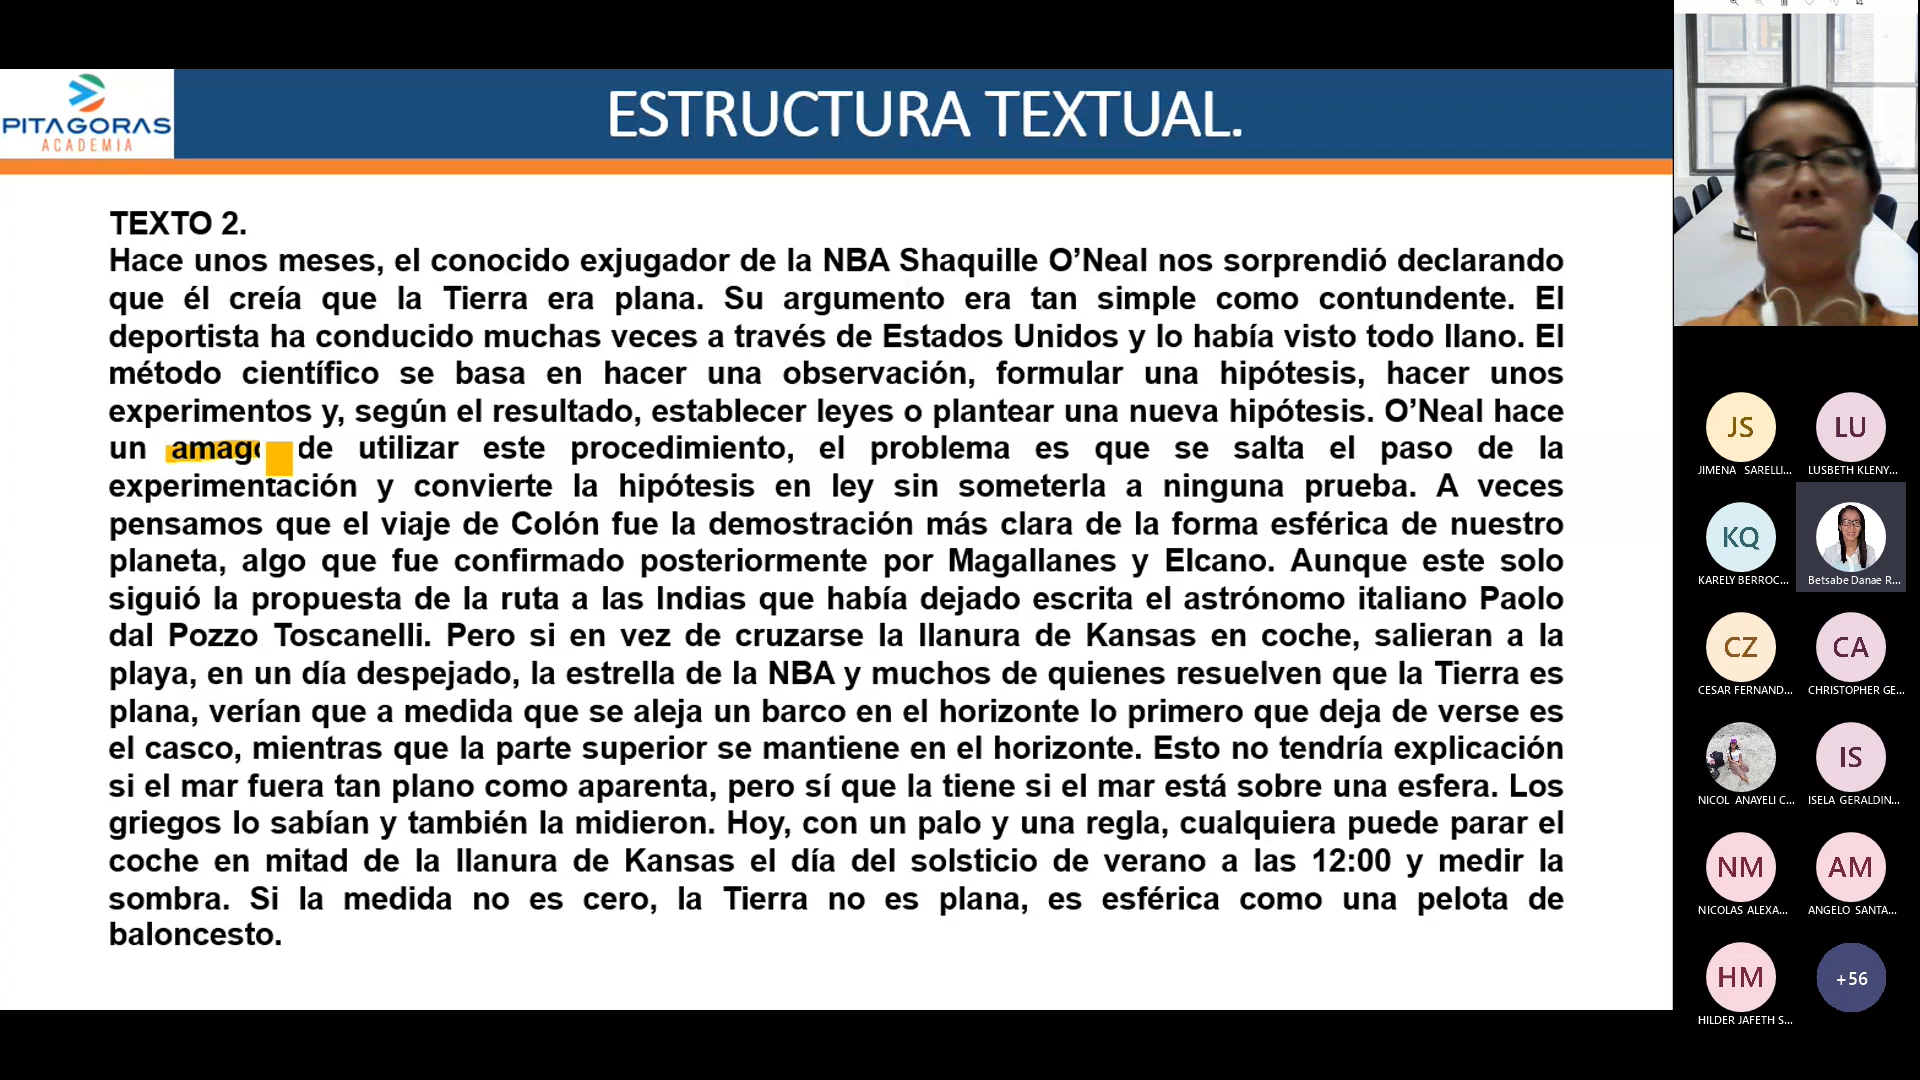 PITAGORAS
ACADEMIA
ESTRUCTURA TEXTUAL.
TEXTO 2.
Hace unos meses, el conocido exjugador de la NBA Shaquille O’Neal nos sorprendió declarando
que él creía que la Tierra era plana. Su argumento era tan simple como contundente. El
deportista ha conducido muchas veces a través de Estados Unidos y lo había visto todo llano. El
método científico se basa en hacer una observación, formular una hipótesis, hacer unos
experimentos y, según el resultado, establecer leyes o plantear una nueva hipótesis. O’Neal hace
un amago de utilizar este procedimiento, el problema es que se salta el paso de la
experimentación y convierte la hipótesis en ley sin someterla a ninguna prueba. A veces
pensamos que el viaje de Colón fue la demostración más clara de la forma esférica de nuestro
planeta, algo que fue confirmado posteriormente por Magallanes y Elcano. Aunque este solo
siguió la propuesta de la ruta a las Indias que había dejado escrita el astrónomo italiano Paolo
dal Pozzo Toscanelli. Pero si en vez de cruzarse la llanura de Kansas en coche, salieran a la
playa, en un día despejado, la estrella de la NBA y muchos de quienes resuelven que la Tierra es
plana, verían que a medida que se aleja un barco en el horizonte lo primero que deja de verse es
el casco, mientras que la parte superior se mantiene en el horizonte. Esto no tendría explicación
si el mar fuera tan plano como aparenta, pero sí que la tiene si el mar está sobre una esfera. Los
griegos lo sabían y también la midieron. Hoy, con un palo y una regla, cualquiera puede parar el
coche en mitad de la llanura de Kansas el día del solsticio de verano a las 12:00 y medir la
sombra. Si la medida no es cero, la Tierra no es plana, es esférica como una pelota de
baloncesto.
JS
LU
JIMENA SARELLI...
LUSBETH KLENY...
KQ
KARELY BERROC...
Betsabe Danae R...
CZ
CA
CESAR FERNAND...
CHRISTOPHER GE...
IS
NICOL ANAYELI C...
ISELA GERALDIN...
NM
AM
NICOLAS ALEXA...
ANGELO SANTA...
HM
+56
HILDER JAFETH S...